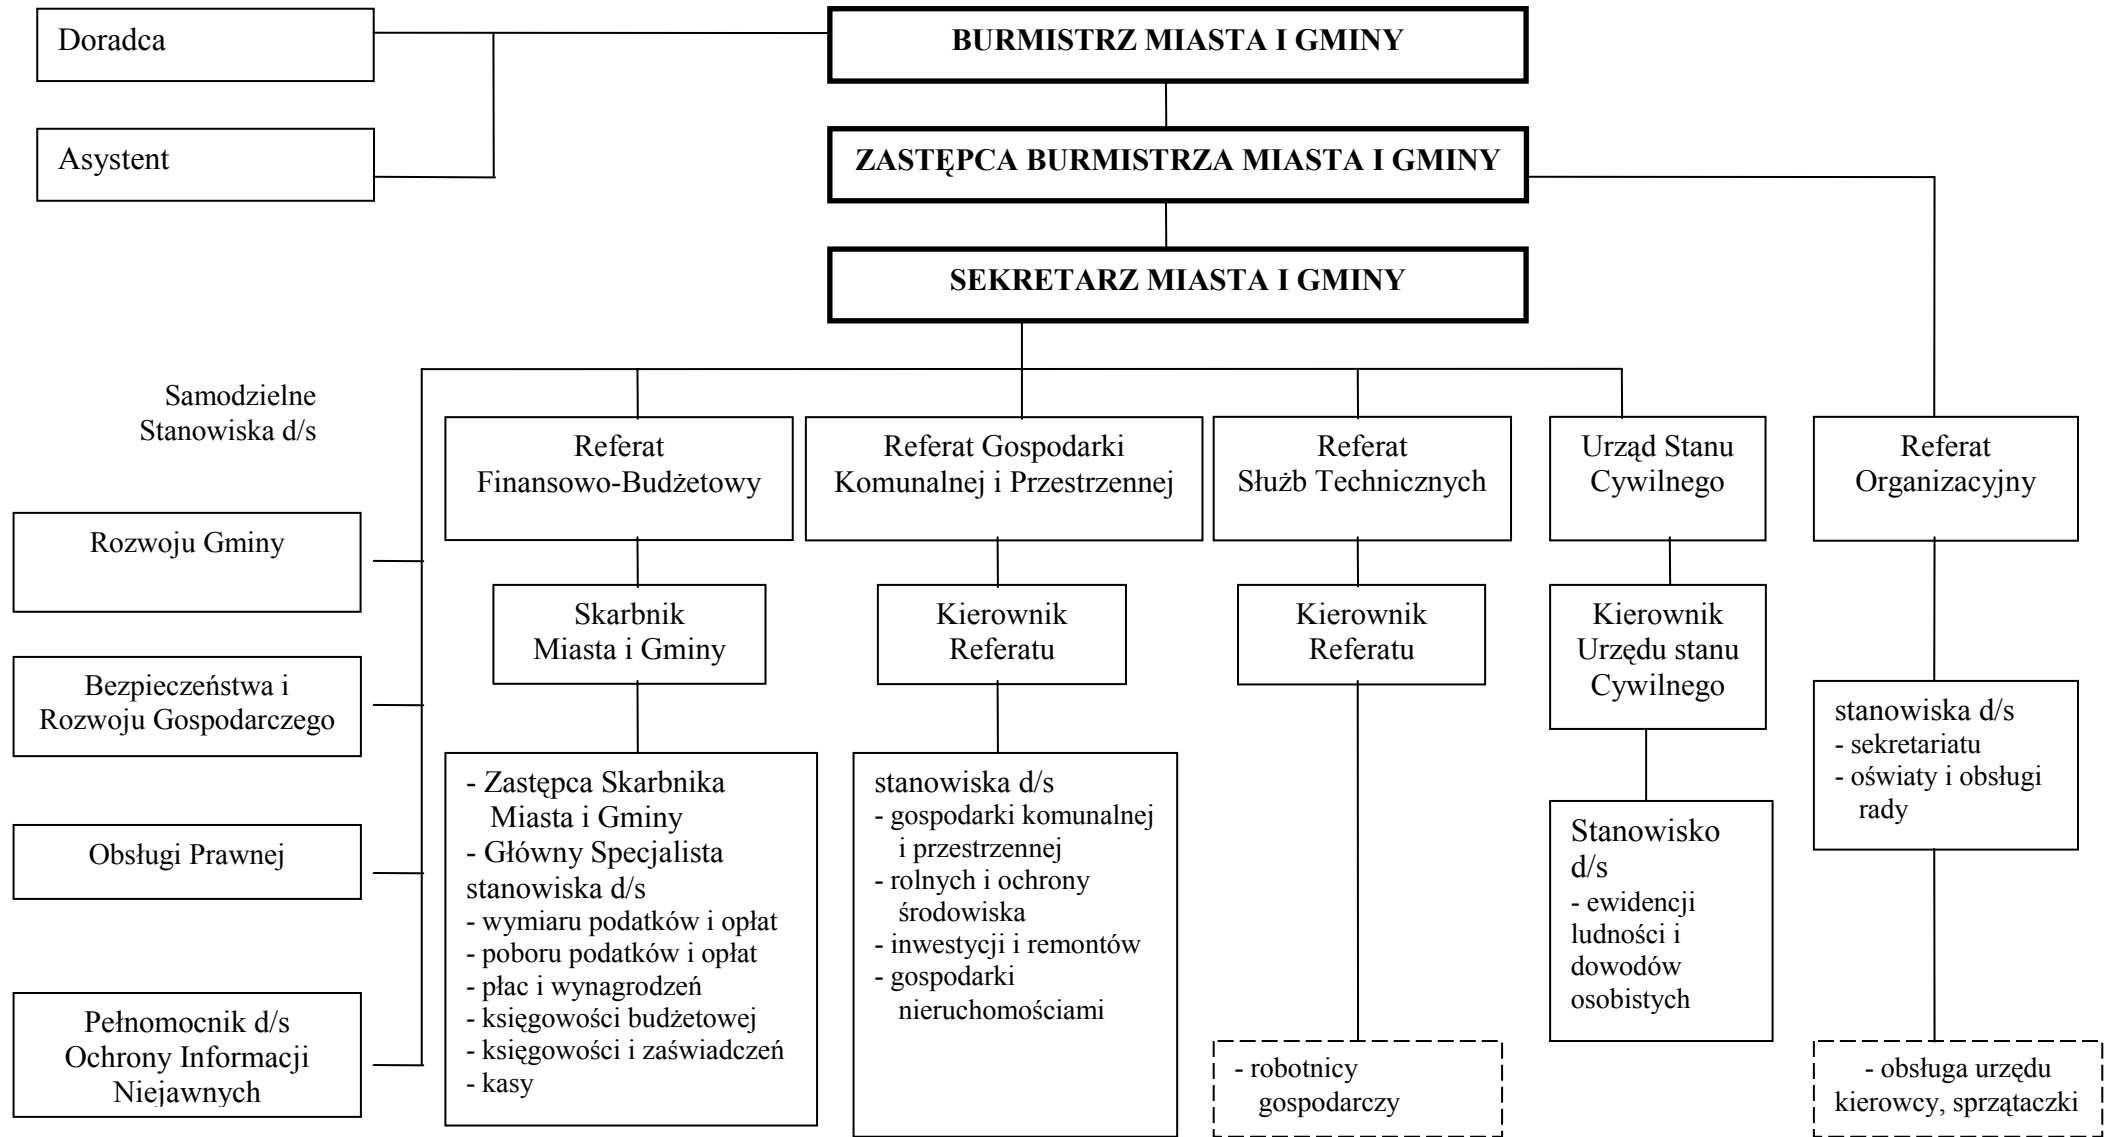 Doradca
BURMISTRZ MIASTA I GMINY
Asystent
ZASTĘPCA BURMISTRZA MIASTA I GMINY
SEKRETARZ MIASTA I GMINY
Samodzielne
Stanowiska d/s
Rozwoju Gminy
Bezpieczeństwa i
Rozwoju Gospodarczego
Obsługi Prawnej
Pełnomocnik d/s
Ochrony Informacji
Niejawnych
Referat
Finansowo-Budżetowy
Skarbnik
Miasta i Gminy
- Zastępca Skarbnika
Miasta i Gminy
- Główny Specjalista
stanowiska d/s
- wymiaru podatków i opłat
- poboru podatków i opłat
- płac i wynagrodzeń
- księgowości budżetowej
- księgowości i zaświadczeń
- kasy
Referat Gospodarki
Komunalnej i Przestrzennej
Kierownik
Referatu
stanowiska d/s
- gospodarki komunalnej
i przestrzennej
- rolnych i ochrony
środowiska
- inwestycji i remontów
- gospodarki
nieruchomościami
Referat
Służb Technicznych
Kierownik
Referatu
- robotnicy
gospodarczy
Urząd Stanu
Cywilnego
Kierownik
Urzędu stanu
Cywilnego
Stanowisko
d/s
- ewidencji
ludności i
dowodów
osobistych
Referat
Organizacyjny
stanowiska d/s
- sekretariatu
- oświaty i obsługi
rady
- obsługa urzędu
kierowcy, sprzątaczki